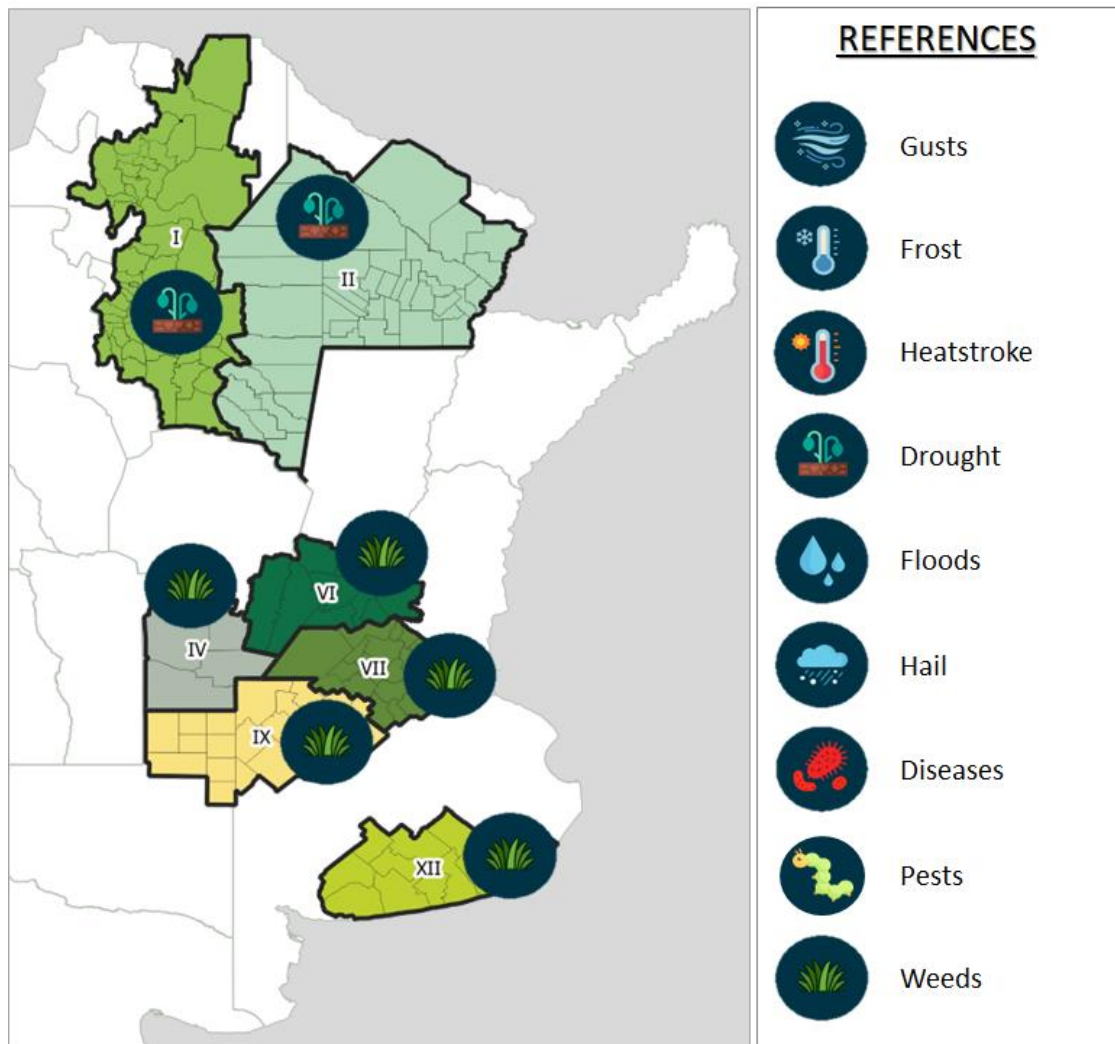 REFERENCES
Gusts
Frost
Heatstroke
Drought
Floods
Hail
Diseases
Pests
Weeds
I
II
VI
IV
VII
IX
XII